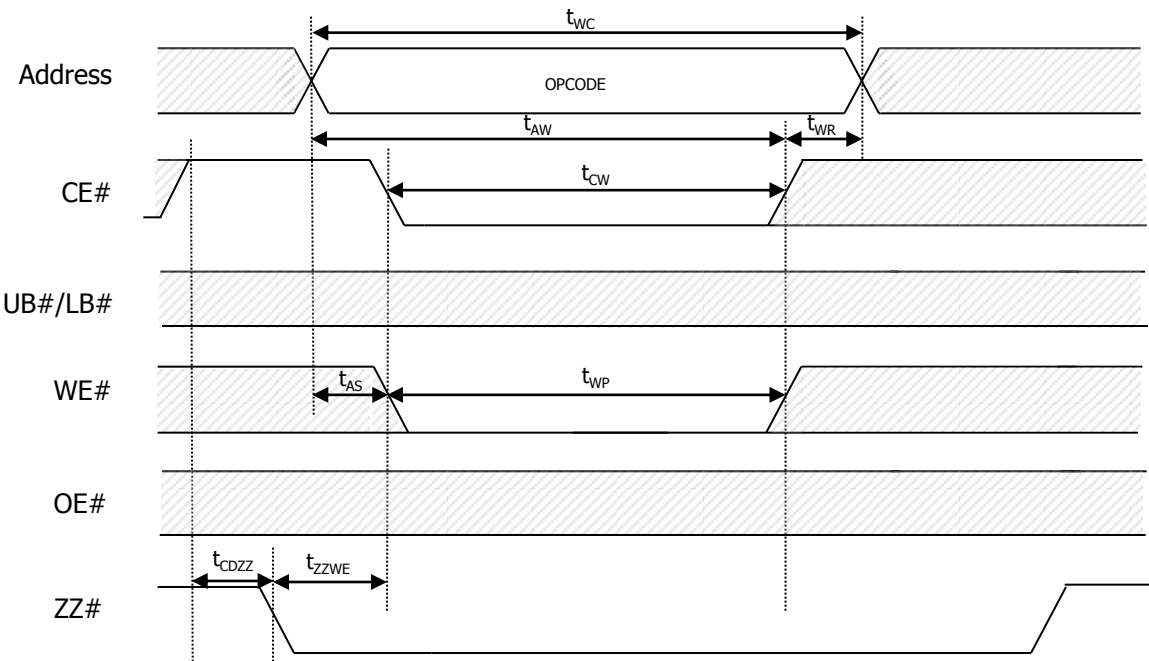 tWC
Address
OPCODE
tAW
tWR
CE#
tCW
UB#/LB#
WE#
tAS
tWP
OE#
tCDZZ
tZZWE
ZZ#